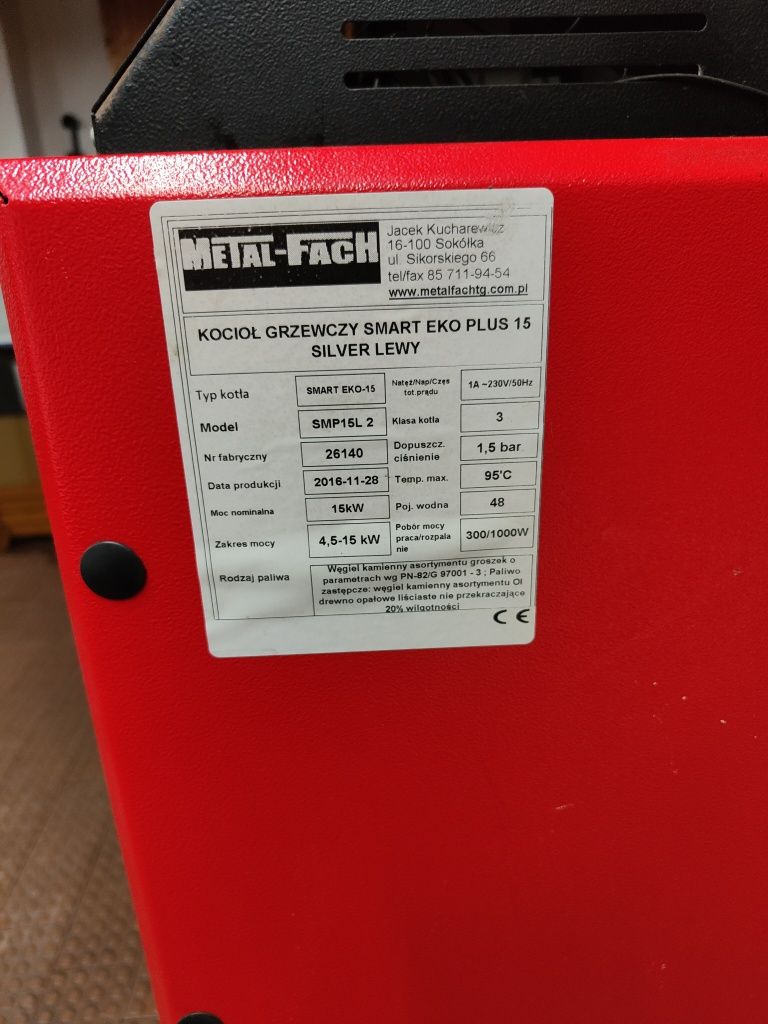 METAL-FACH
Jacek Kucharewicz
16-100 Sokółka
ul. Sikorskiego 66
tel/fax 85 711-94-54
www.metalfachtg.com.pl
KOCIOŁ GRZEWCZY SMART EKO PLUS 15
SILVER LEWY
Typ kotła SMART EKO-15 Natęż/Nap/Częs
tot.prądu 1A ~230V/50Hz
Model SMP15L 2 Klasa kotła 3
Nr fabryczny 26140 Dopuszcz.
ciśnienie 1,5 bar
Data produkcji 2016-11-28 Temp. max. 95'C
Moc nominalna 15kW Poj. wodna 48
Zakres mocy 4,5-15 kW Pobór mocy
praca/rozpala
nie 300/1000W
Rodzaj paliwa Węgiel kamienny asortymentu groszek o
parametrach wg PN-82/G 97001 - 3 ; Paliwo
zastępcze: węgiel kamienny asortymentu OI
drewno opałowe liściaste nie przekraczające
20% wilgotności
CE